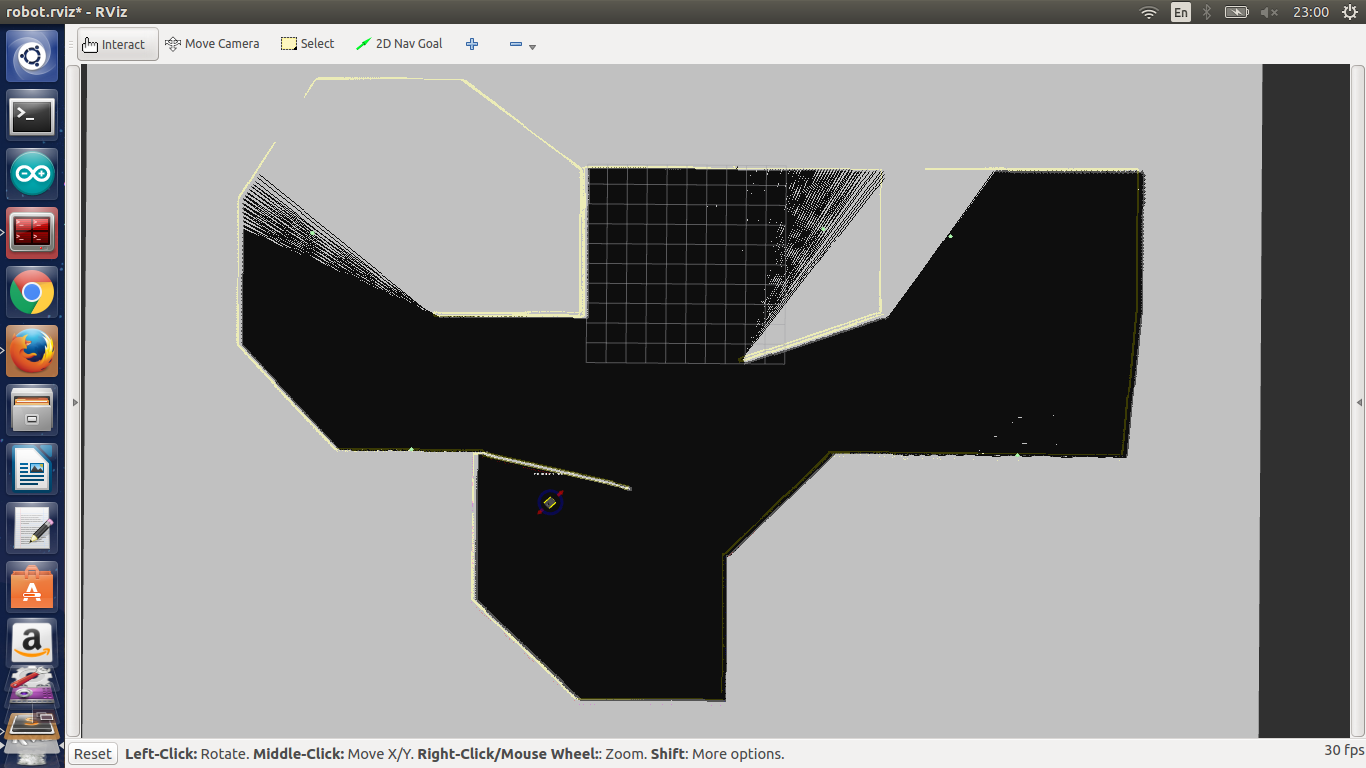 robot.rviz* - RViz
En
23:00
Interact
Move Camera
Select
2D Nav Goal
Reset
Left-Click: Rotate. Middle-Click: Move X/Y. Right-Click/Mouse Wheel:: Zoom. Shift: More options.
30 fps